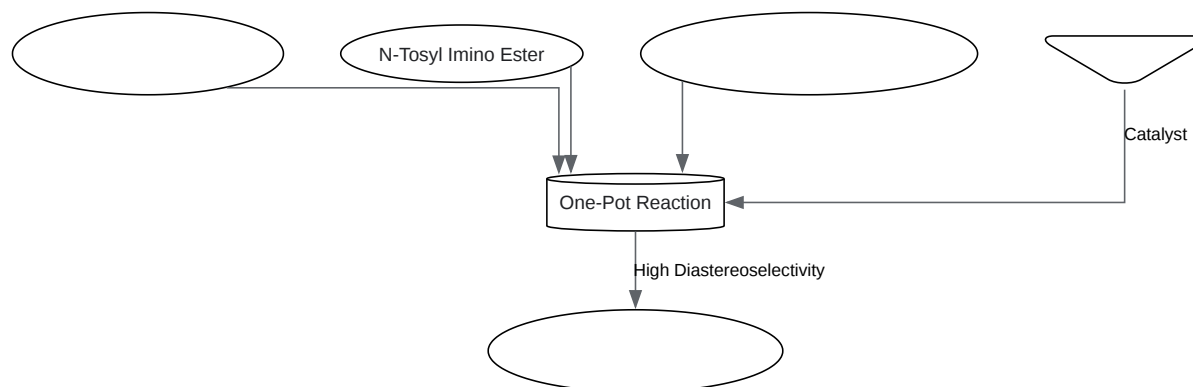 N-Tosyl Imino Ester
Catalyst
One-Pot Reaction
High Diastereoselectivity